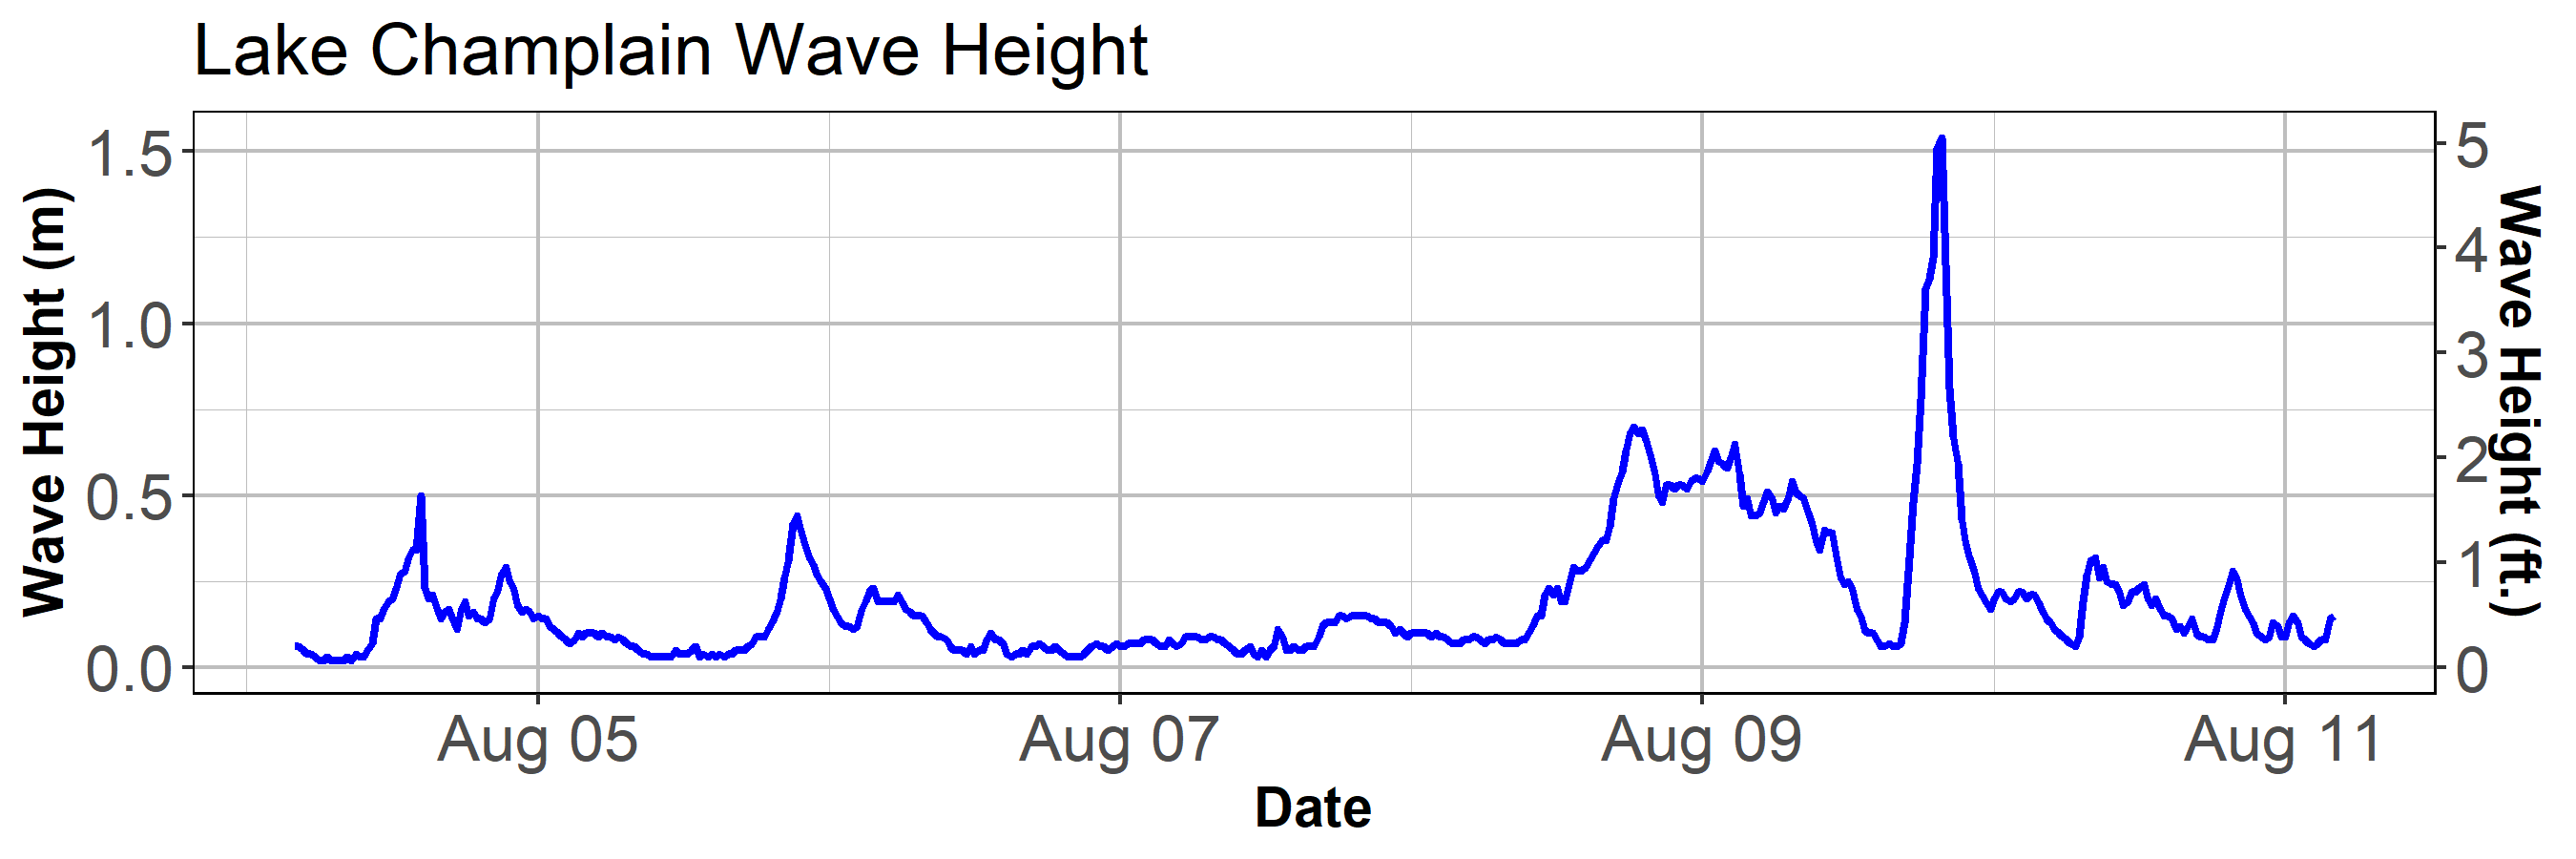 Lake Champlain Wave Height
Wave Height (m)
1.5
1.0
0.5
0.0
5
4
3
2
1
0
Wave Height (ft.)
Aug 05
Aug 07
Aug 09
Aug 11
Date